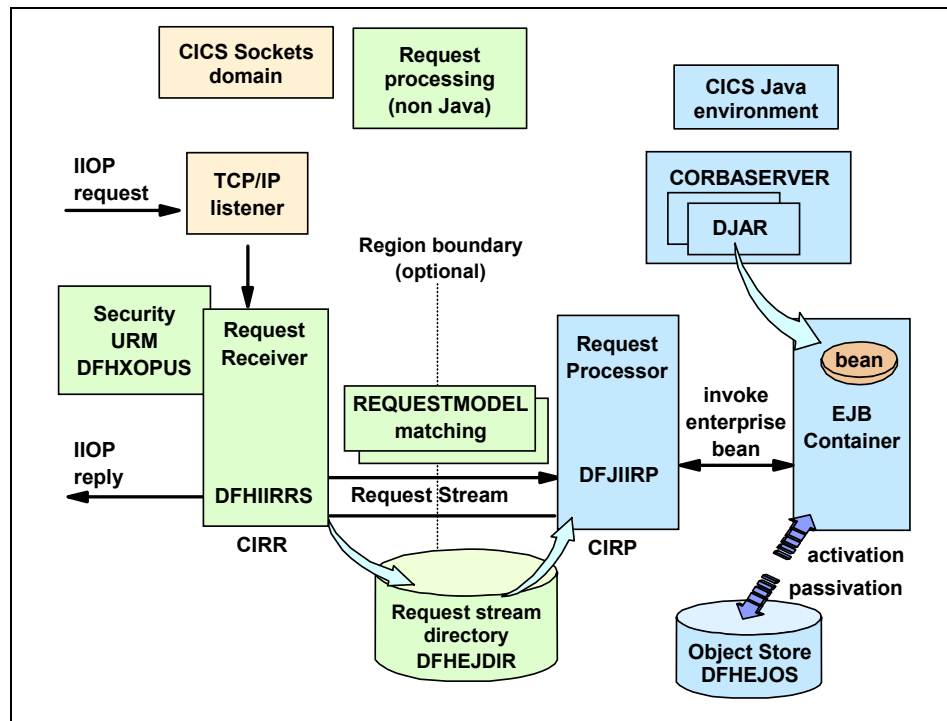 CICS Sockets
domain
Request
processing
(non Java)
CICS Java
environment
IIOP
request
TCP/IP
listener
CORBASERVER
DJAR
Region boundary
(optional)
Security
URM
DFHXOPUS
Request
Receiver
Request
Processor
bean
REQUESTMODEL
matching
invoke
enterprise
bean
EJB
Container
IIOP
reply
DFHIIRRS
Request Stream
DFJIIRP
CIRR
CIRP
activation
passivation
Request stream
directory
DFHEJDIR
Object Store
DFHEJOS